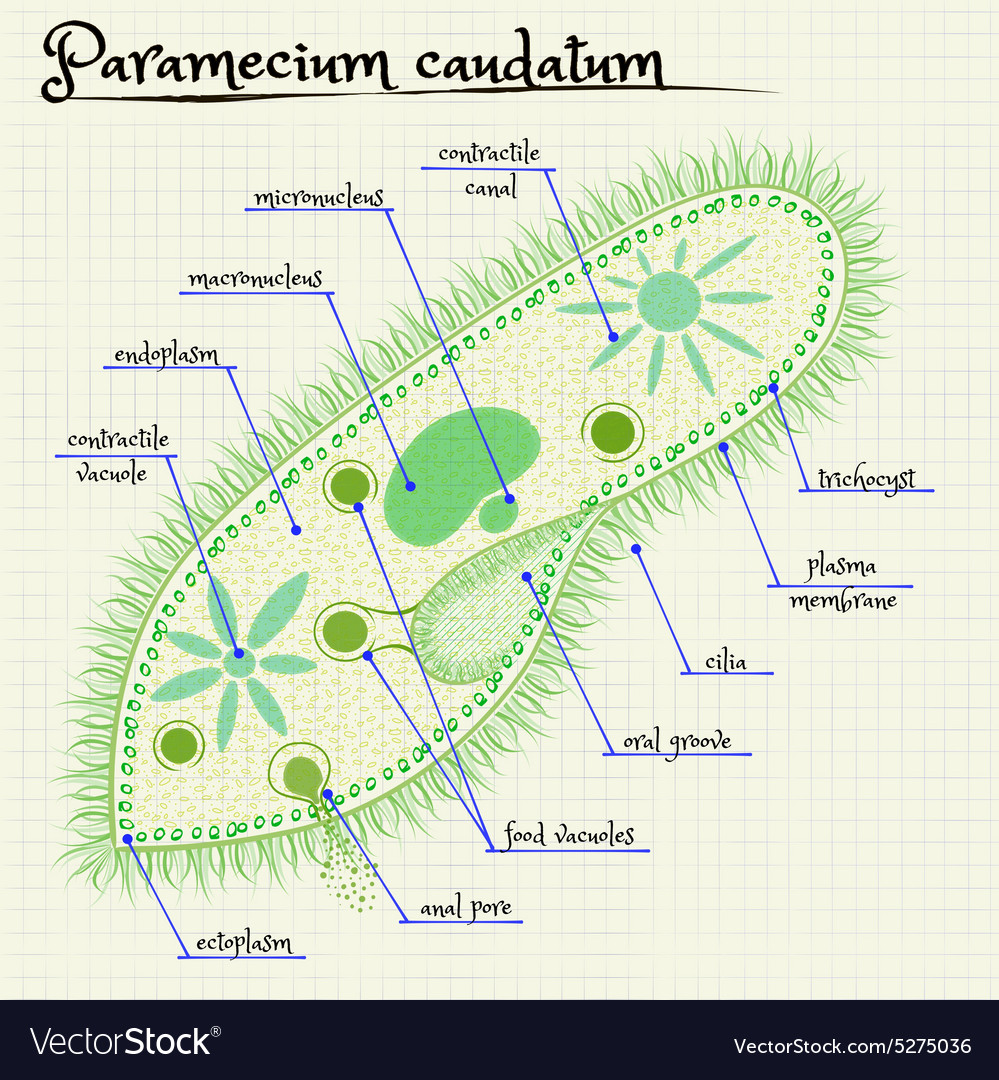 Paramecium caudatum
contractile
canal
micronucleus
macronucleus
endoplasm
contractile
vacuole
trichocyst
plasma
membrane
cilia
oral groove
food vacuoles
anal pore
ectoplasm
VectorStock®
VectorStock.com/5275036